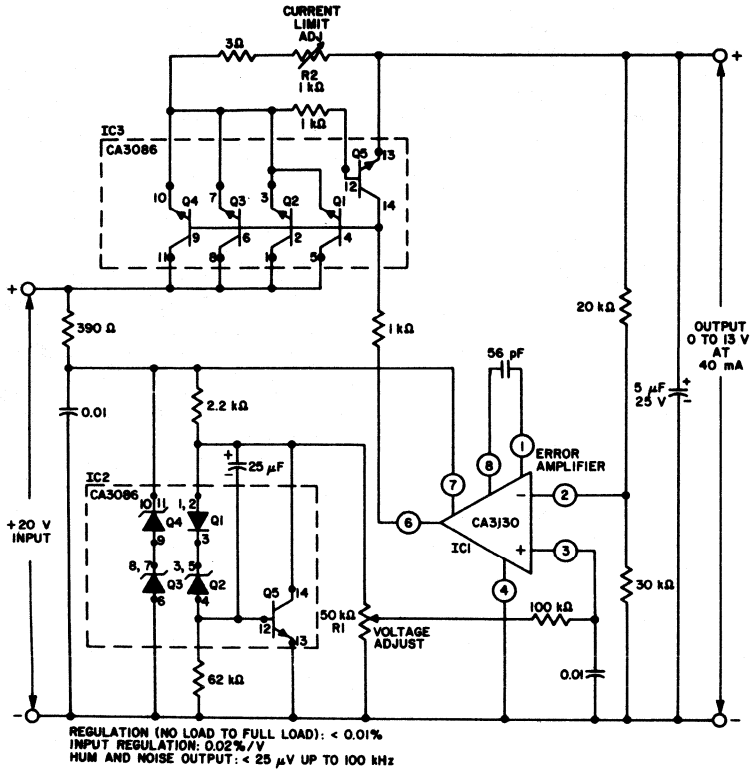 CURRENT
LIMIT
ADJ
3Ω
R2
1 kΩ
+
1 kΩ
IC3
CA3086
Q5
13
12
14
10
Q4
7
Q3
3
Q2
Q1
9
6
2
4
11
8
1
5
+
390 Ω
1 kΩ
20 kΩ
OUTPUT
0 TO 13 V
AT
40 mA
56 pF
5 μF
25 V
+
-
0.01
2.2 kΩ
+
-
25 μF
1
8
ERROR
AMPLIFIER
IC2
CA3086
7
-
2
+20 V
INPUT
10
11
Q4
9
1, 2
Q1
3
6
CA3130
IC1
+
3
8, 7
Q3
6
3, 5
Q2
4
Q5
14
12
13
4
30 kΩ
50 kΩ
R1
VOLTAGE
ADJUST
100 kΩ
62 kΩ
0.01
-
-
REGULATION (NO LOAD TO FULL LOAD): < 0.01%
INPUT REGULATION: 0.02%/V
HUM AND NOISE OUTPUT: < 25 μV UP TO 100 kHz